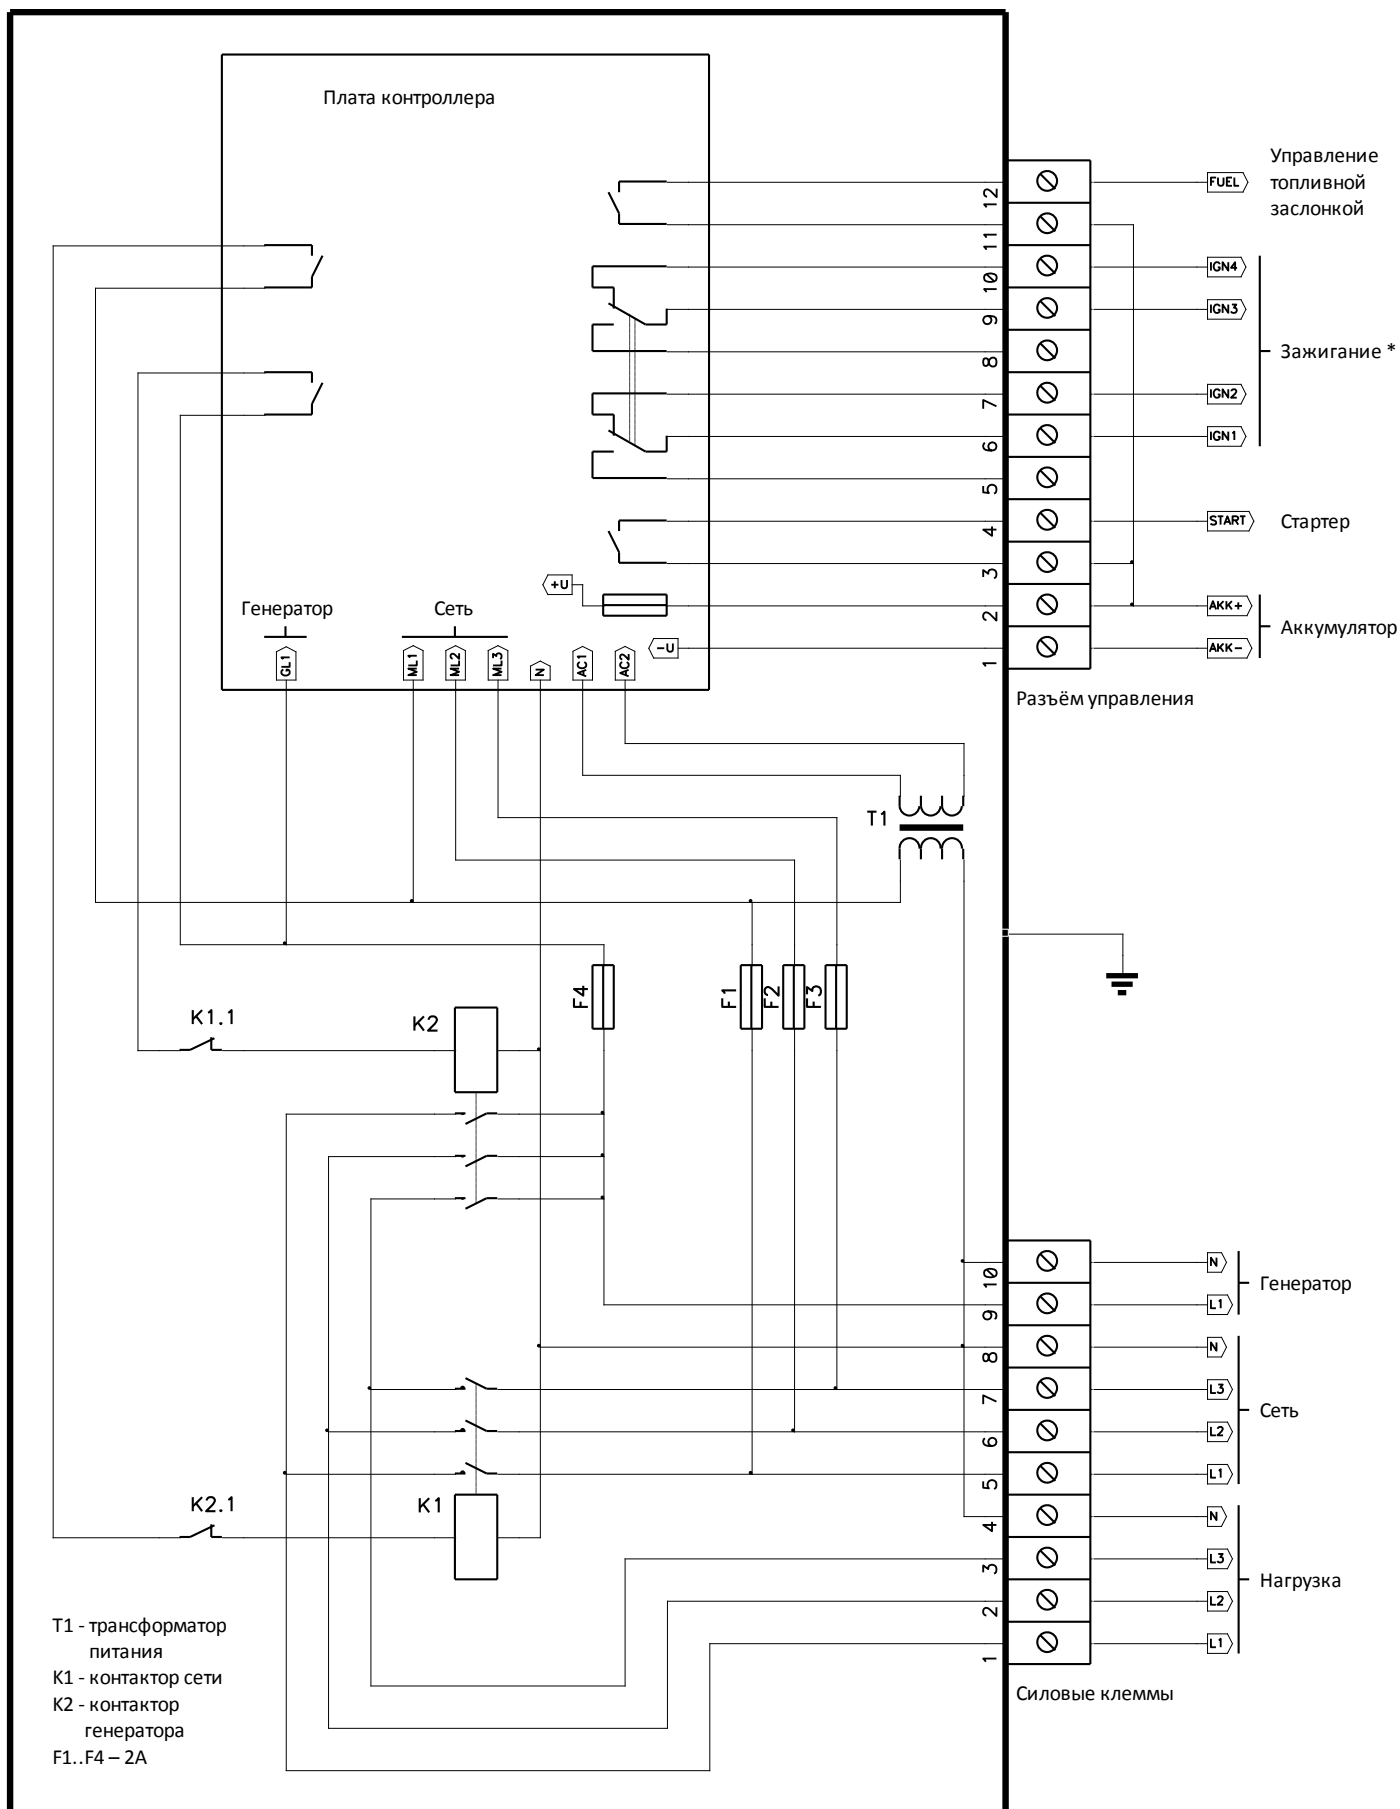 Плата контроллера
Управление
топливной
заслонкой
12
FUEL
11
10
IGN4
9
IGN3
8
Зажигание *
7
IGN2
6
IGN1
5
4
START
Стартер
3
+U
2
АКК+
Аккумулятор
-U
1
АКК-
Генератор
Сеть
GL1
ML1
ML2
ML3
N
AC1
AC2
Разъём управления
T1
F4
F1
F2
F3
K1.1
K2
10
N
Генератор
9
L1
8
N
7
L3
Сеть
6
L2
5
L1
K2.1
K1
4
N
3
L3
Нагрузка
2
L2
1
L1
Силовые клеммы
T1 - трансформатор
питания
K1 - контактор сети
K2 - контактор
генератора
F1..F4 – 2А